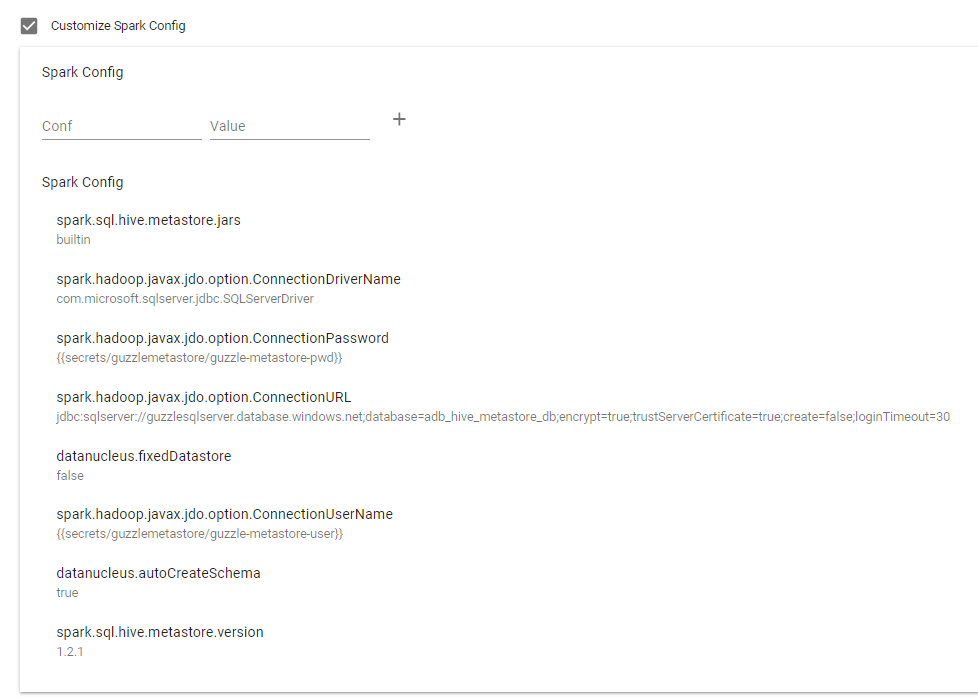 Customize Spark Config
Spark Config
Conf Value
Spark Config
spark.sql.hive.metastore.jars
builtin
spark.hadoop.javax.jdo.option.ConnectionDriverName
com.microsoft.sqlserver.jdbc.SQLServerDriver
spark.hadoop.javax.jdo.option.ConnectionPassword
{{secrets/guzzlemetastore/guzzle-metastore-pwd}}
spark.hadoop.javax.jdo.option.ConnectionURL
jdbc:sqlserver://guzzlesqlserver.database.windows.net;database=adb_hive_metastore_db;encrypt=true;trustServerCertificate=true;create=false;loginTimeout=30
datanucleus.fixedDatastore
false
spark.hadoop.javax.jdo.option.ConnectionUserName
{{secrets/guzzlemetastore/guzzle-metastore-user}}
datanucleus.autoCreateSchema
true
spark.sql.hive.metastore.version
1.2.1